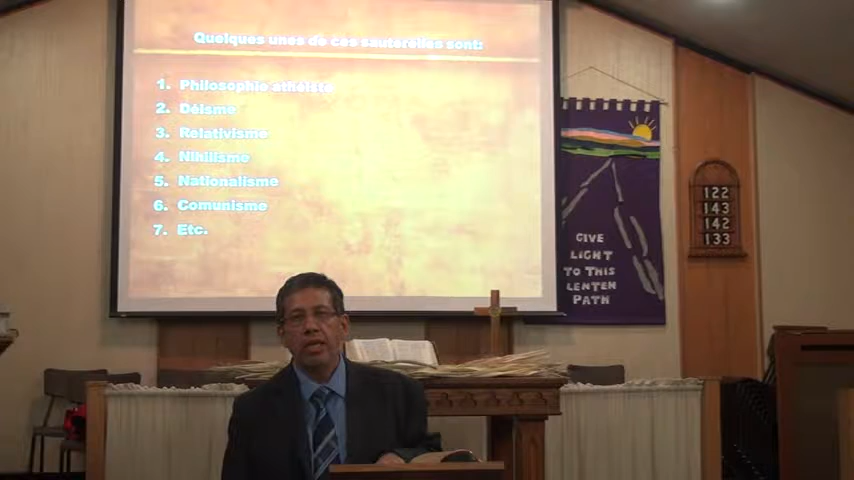 Quelques unes de ces sauterelles sont:
1. Philosophie athéiste
2. Déisme
3. Relativisme
4. Nihilisme
5. Nationalisme
6. Comunisme
7. Etc.
GIVE
LIGHT
TO THIS
LENTEN
PATH
122
143
142
133